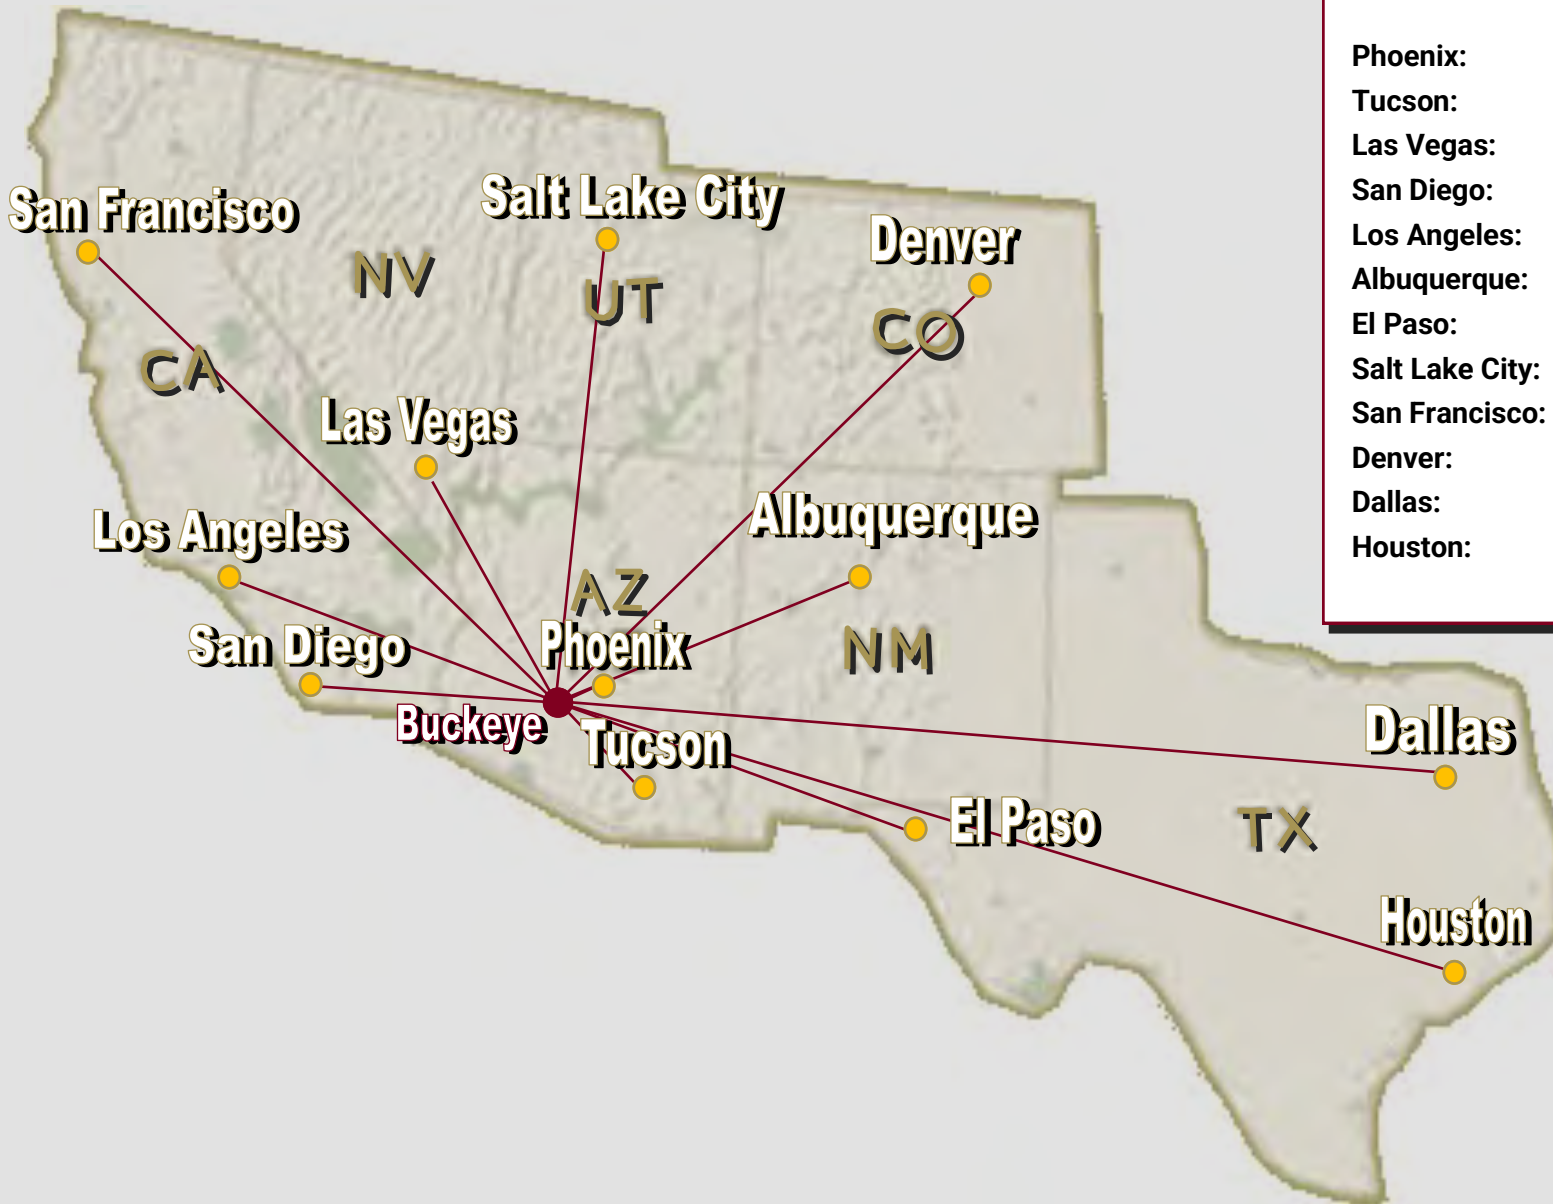 San Francisco
Salt Lake City
Denver
NV
UT
CO
CA
Las Vegas
Albuquerque
Los Angeles
AZ
San Diego
Phoenix
NM
Buckeye
Tucson
Dallas
El Paso
TX
Houston
Phoenix:
Tucson:
Las Vegas:
San Diego:
Los Angeles:
Albuquerque:
El Paso:
Salt Lake City:
San Francisco:
Denver:
Dallas:
Houston: